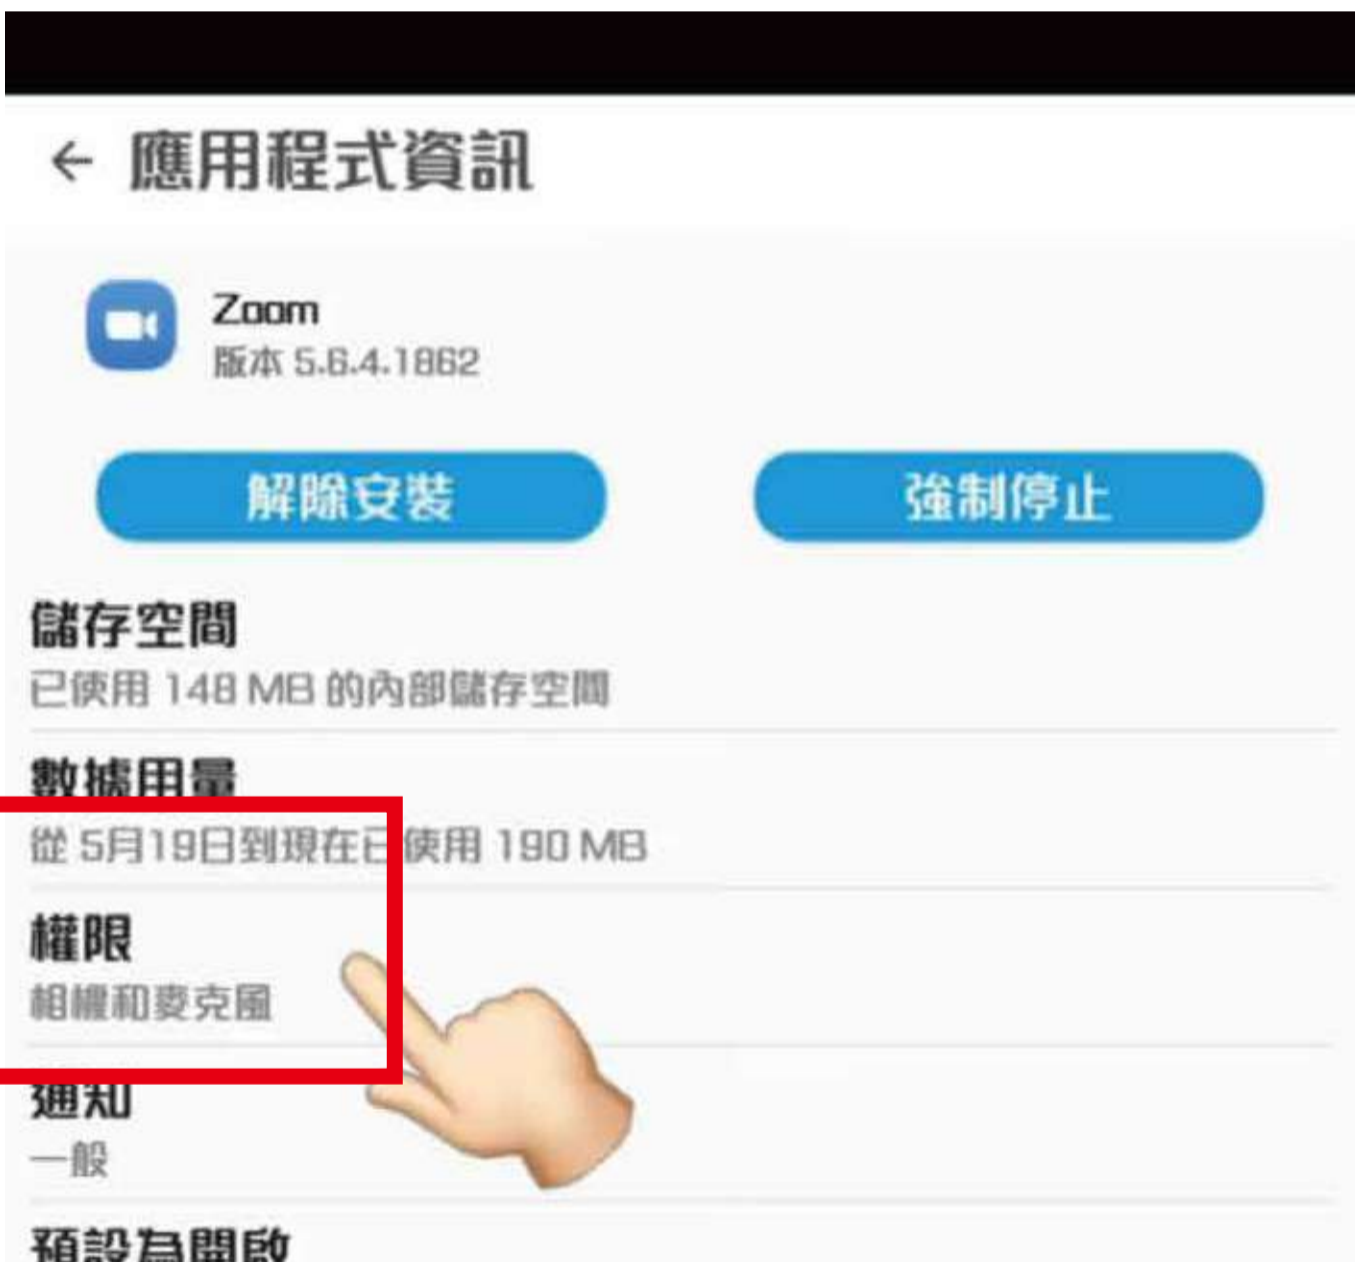 ← 應用程式資訊
Zoom
版本 5.6.4.1862
解除安裝
強制停止
儲存空間
已使用 148 MB 的內部儲存空間
數據用量
從 5月19日到現在已使用 190 MB
權限
相機和麥克風
通知
一般
預設為開啟